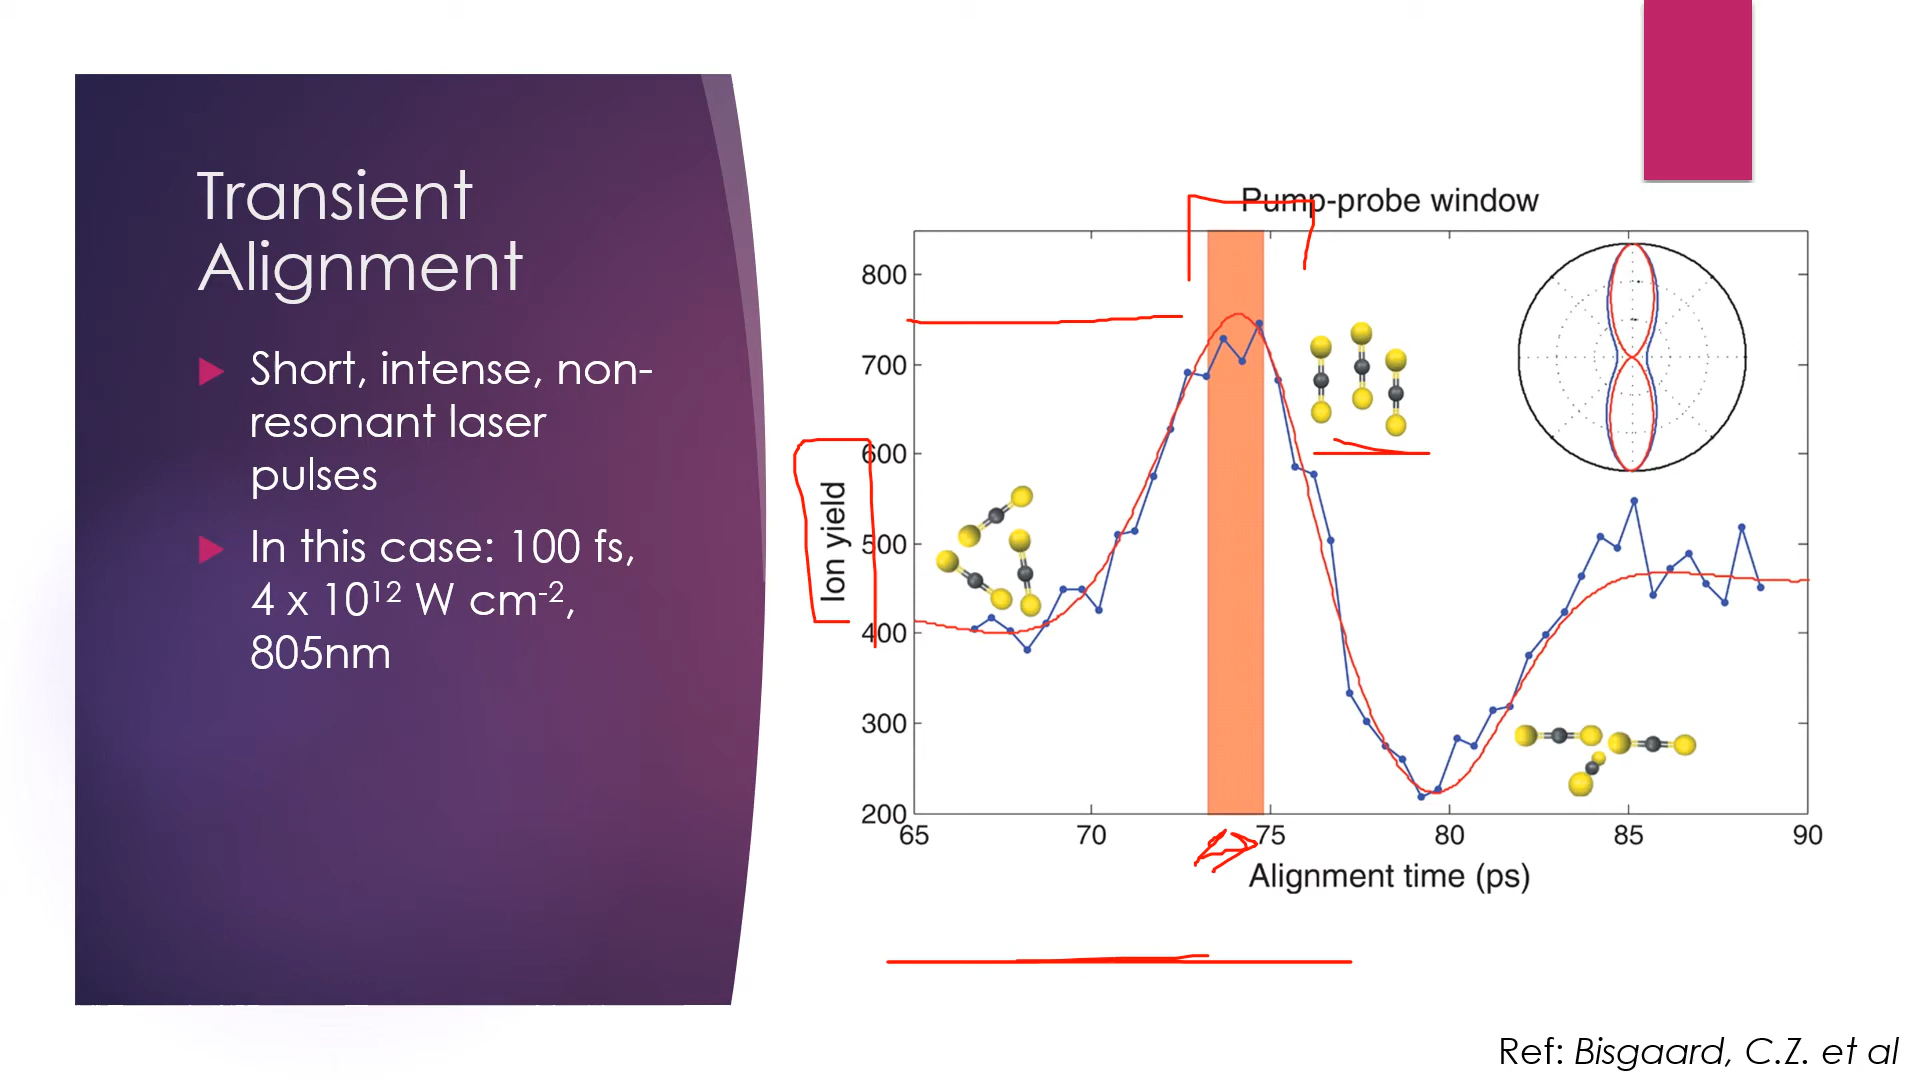 Transient
Alignment
Short, intense, non-
resonant laser
pulses
In this case: 100 fs,
4 x 10¹² W cm⁻²,
805nm
Pump-probe window
800
700
600
500
400
300
200
Ion yield
65 70 75 80 85 90
Alignment time (ps)
Ref: Bisgaard, C.Z. et al